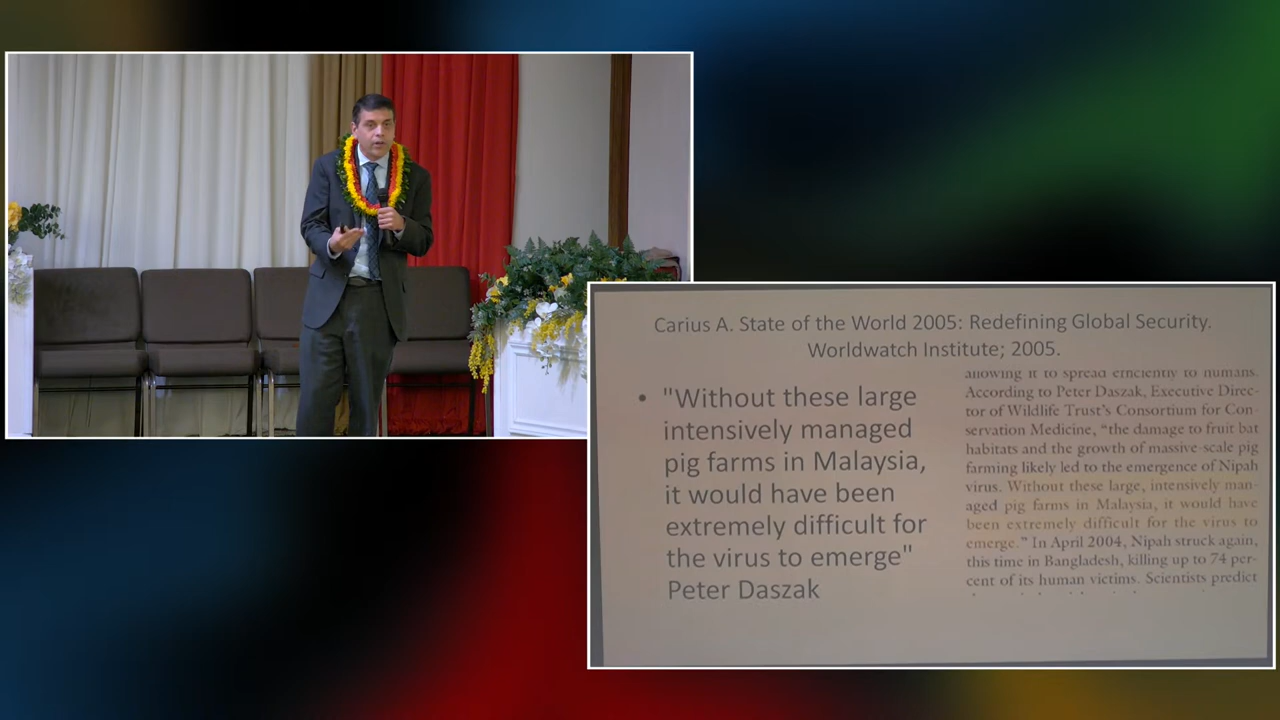 Carius A. State of the World 2005: Redefining Global Security.
Worldwatch Institute; 2005.
• "Without these large
intensively managed
pig farms in Malaysia,
it would have been
extremely difficult for
the virus to emerge"
Peter Daszak
allowing it to spread efficiently to humans.
According to Peter Daszak, Executive Direc-
tor of Wildlife Trust's Consortium for Con-
servation Medicine, "the damage to fruit bat
habitats and the growth of massive-scale pig
farming likely led to the emergence of Nipah
virus. Without these large, intensively man-
aged pig farms in Malaysia, it would have
been extremely difficult for the virus to
emerge." In April 2004, Nipah struck again,
this time in Bangladesh, killing up to 74 per-
cent of its human victims. Scientists predict